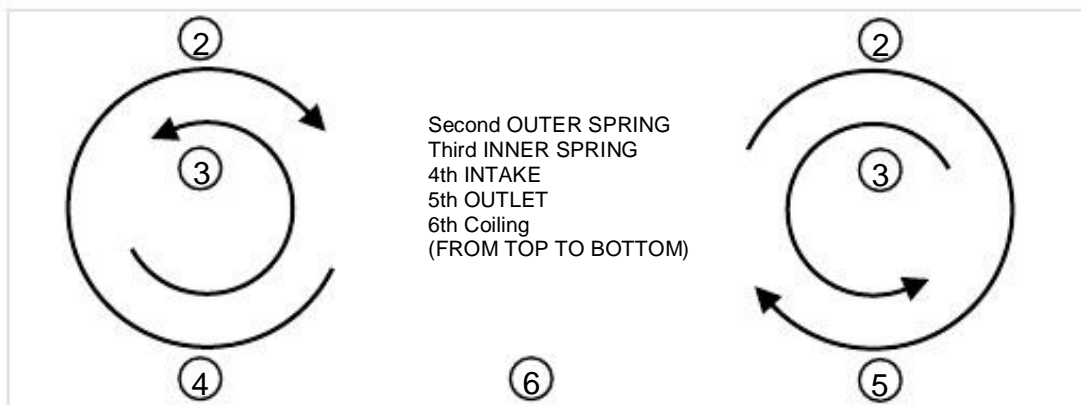 2
2
Second OUTER SPRING
Third INNER SPRING
4th INTAKE
5th OUTLET
6th Coiling
(FROM TOP TO BOTTOM)
3
3
4
6
5